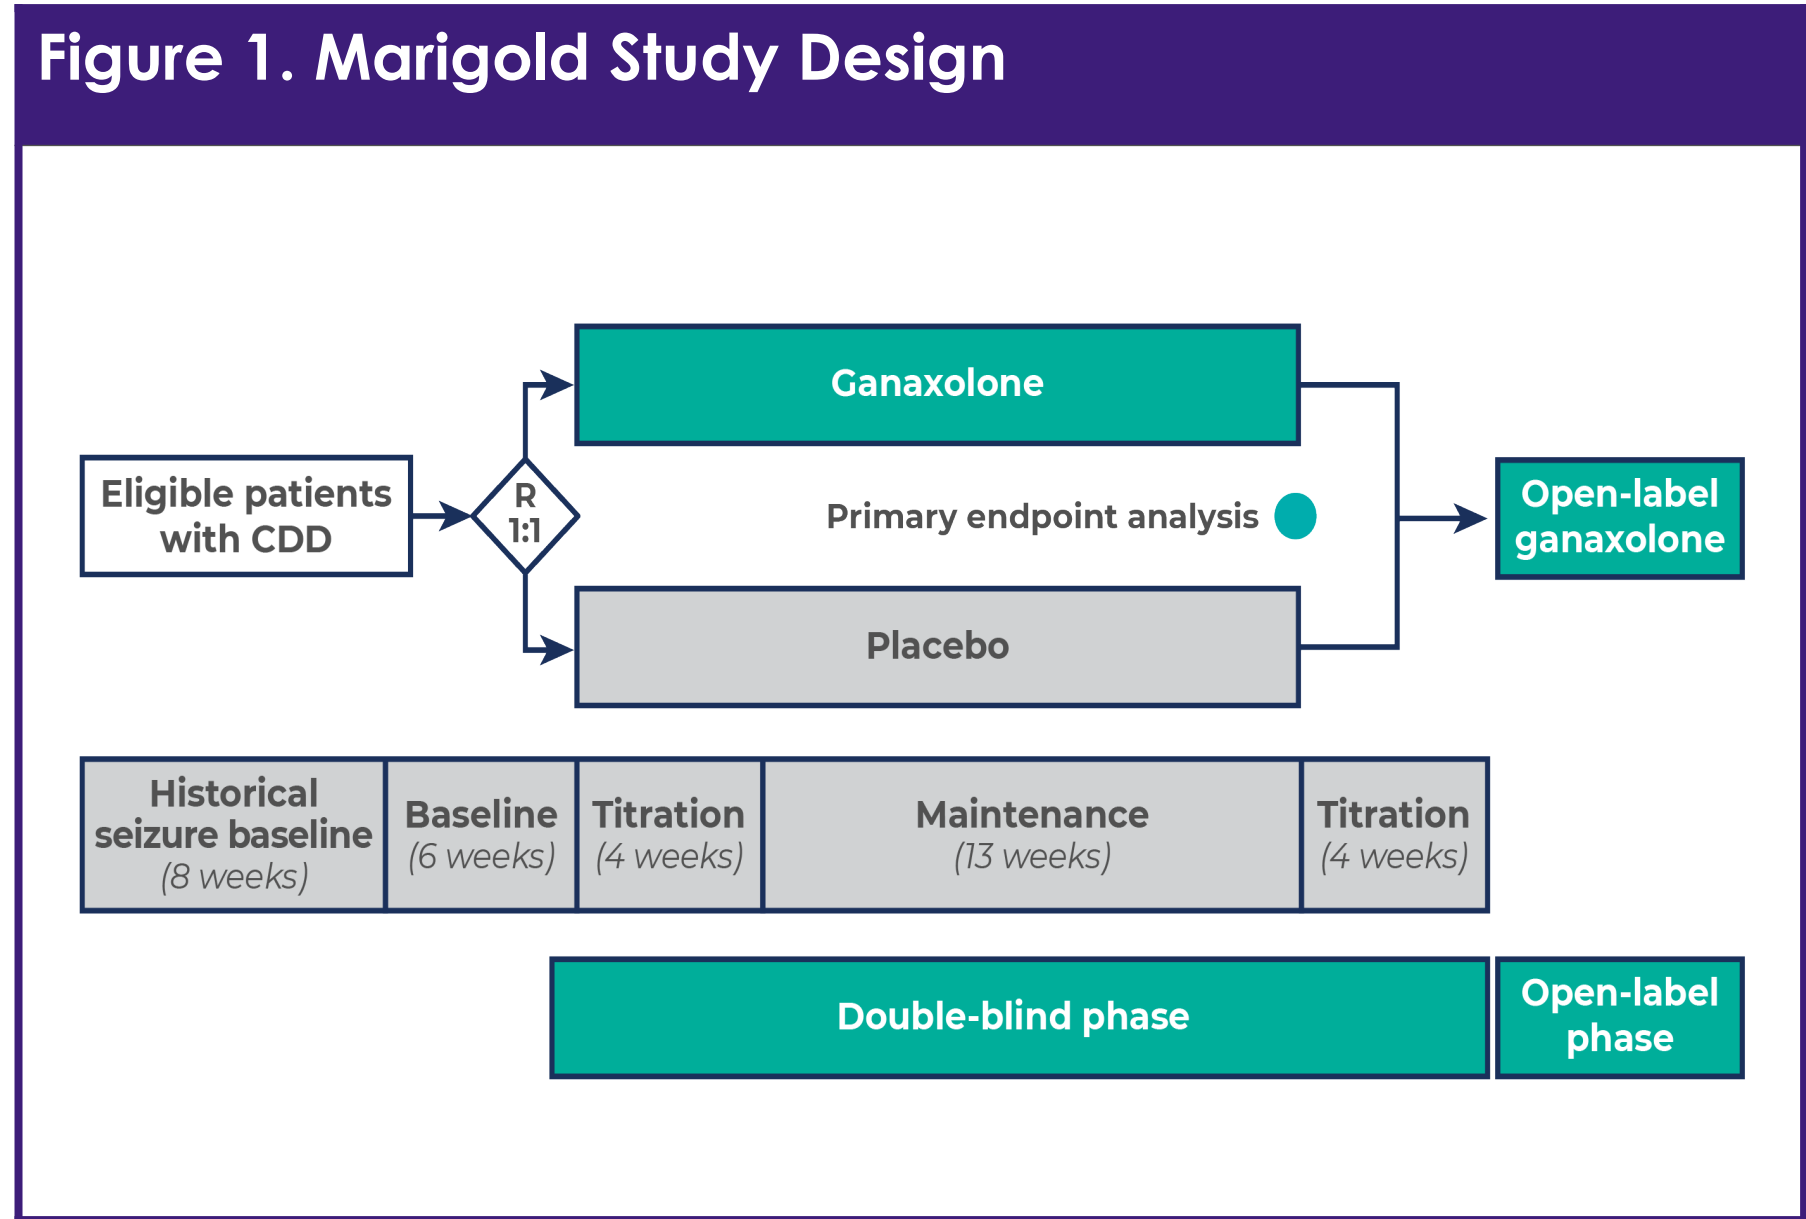 Figure 1. Marigold Study Design
Ganaxolone
Eligible patients
with CDD
R
1:1
Primary endpoint analysis
Open-label
ganaxolone
Placebo
Historical
seizure baseline
(8 weeks)
Baseline
(6 weeks)
Titration
(4 weeks)
Maintenance
(13 weeks)
Titration
(4 weeks)
Double-blind phase
Open-label
phase